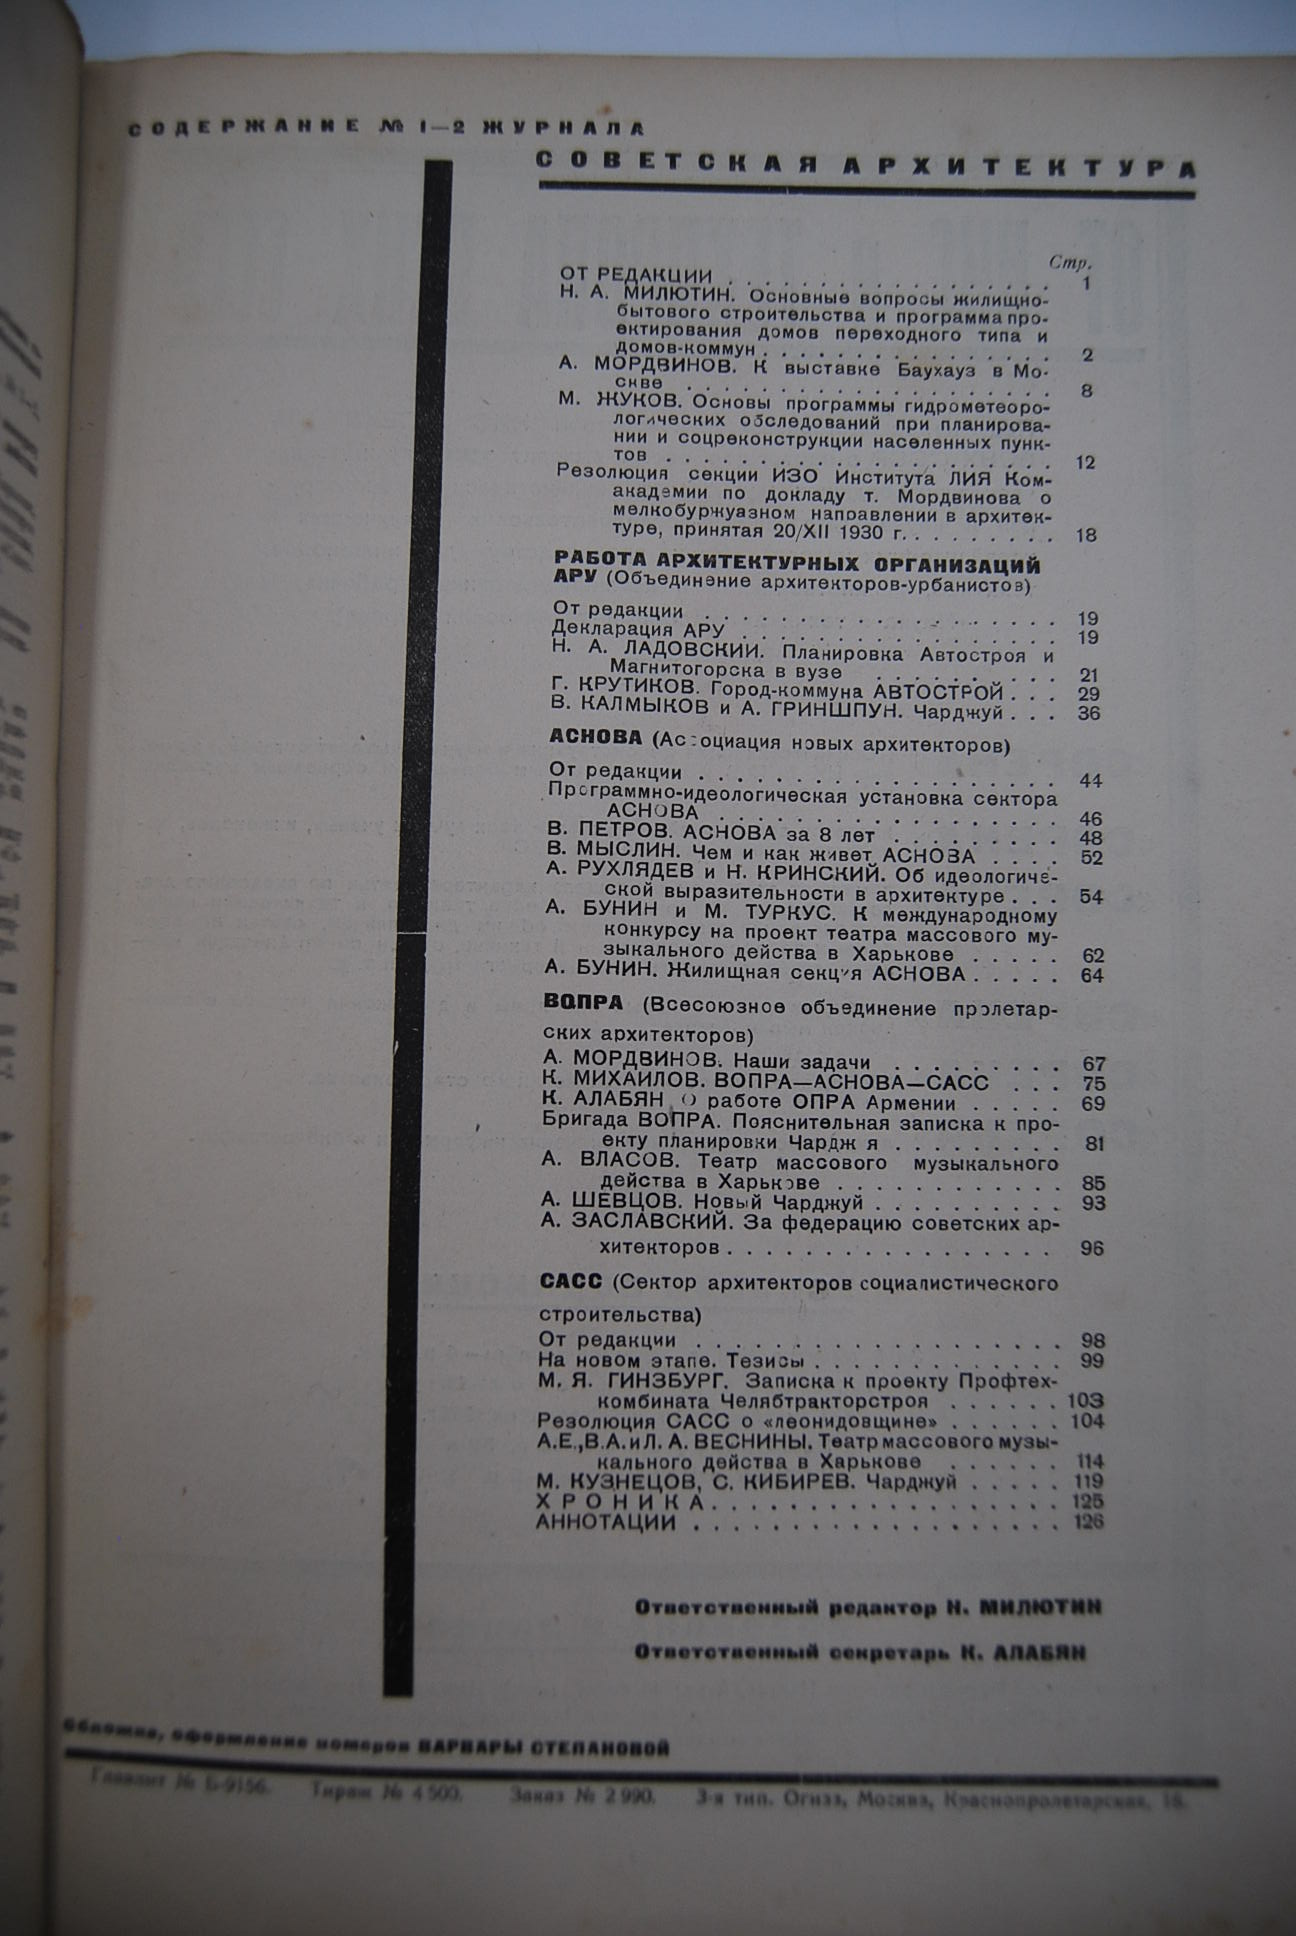 СОДЕРЖАНИЕ № 1—2 ЖУРНАЛА
СОВЕТСКАЯ АРХИТЕКТУРА
Стр.
ОТ РЕДАКЦИИ . . . . . . . . . . . . . . . . . . 1
Н. А. МИЛЮТИН. Основные вопросы жилищно-
бытового строительства и программа про-
ектирования домов переходного типа и
домов-коммун . . . . . . . . . . . . . . . 2
А. МОРДВИНОВ. К выставке Баухауз в Мо-
скве . . . . . . . . . . . . . . . . . . . 8
М. ЖУКОВ. Основы программы гидрометеоро-
логических обследований при планирова-
нии и соцреконструкции населенных пунк-
тов . . . . . . . . . . . . . . . . . . . 12
Резолюция секции ИЗО Института ЛИЯ Ком-
академии по докладу т. Мордвинова о
мелкобуржуазном направлении в архитек-
туре, принятая 20/XII 1930 г. . . . . . . . . 18
РАБОТА АРХИТЕКТУРНЫХ ОРГАНИЗАЦИЙ
АРУ (Объединение архитекторов-урбанистов)
От редакции . . . . . . . . . . . . . . . . . 19
Декларация АРУ . . . . . . . . . . . . . . . 19
Н. А. ЛАДОВСКИЙ. Планировка Автостроя и
Магнитогорска в вузе . . . . . . . . . 21
Г. КРУТИКОВ. Город-коммуна АВТОСТРОЙ . . . 29
В. КАЛМЫКОВ и А. ГРИНШПУН. Чарджуй . . . 36
АСНОВА (Ассоциация новых архитекторов)
От редакции . . . . . . . . . . . . . . . . . 44
Программно-идеологическая установка сектора
АСНОВА . . . . . . . . . . . . . . . . . 46
В. ПЕТРОВ. АСНОВА за 8 лет . . . . . . . . . 48
В. МЫСЛИН. Чем и как живет АСНОВА . . . . 52
А. РУХЛЯДЕВ и Н. КРИНСКИЙ. Об идеологиче-
ской выразительности в архитектуре . . . 54
А. БУНИН и М. ТУРКУС. К международному
конкурсу на проект театра массового му-
зыкального действа в Харькове . . . . . 62
А. БУНИН. Жилищная секция АСНОВА . . . . . 64
ВОПРА (Всесоюзное объединение пролетар-
ских архитекторов)
А. МОРДВИНОВ. Наши задачи . . . . . . . . . 67
К. МИХАИЛОВ. ВОПРА—АСНОВА—САСС . . . 75
К. АЛАБЯН О работе ОПРА Армении . . . . . 69
Бригада ВОПРА. Пояснительная записка к про-
екту планировки Чардж я . . . . . . . . . 81
А. ВЛАСОВ. Театр массового музыкального
действа в Харькове . . . . . . . . . . . . 85
А. ШЕВЦОВ. Новый Чарджуй . . . . . . . . . . 93
А. ЗАСЛАВСКИЙ. За федерацию советских ар-
хитекторов . . . . . . . . . . . . . . . . . 96
САСС (Сектор архитекторов социалистического
строительства)
От редакции . . . . . . . . . . . . . . . . . . 98
На новом этапе. Тезисы . . . . . . . . . . . . 99
М. Я. ГИНЗБУРГ. Записка к проекту Профтех-
комбината Челябтракторстроя . . . . . . 103
Резолюция САСС о «леонидовщине» . . . . . . 104
А.Е., В.А. и Л. А. ВЕСНИНЫ. Театр массового музы-
кального действа в Харькове . . . . . . 114
М. КУЗНЕЦОВ, С. КИБИРЕВ. Чарджуй . . . . . 119
ХРОНИКА . . . . . . . . . . . . . . . . . . 125
АННОТАЦИИ . . . . . . . . . . . . . . . . . . . 126
Ответственный редактор Н. МИЛЮТИН
Ответственный секретарь К. АЛАБЯН
Обложка, оформление номеров ВАРВАРЫ СТЕПАНОВОЙ
Главлит № Б-9156. Тираж № 4 500. Заказ № 2 990. 3-я тип. Огиза, Москва, Краснопролетарская, 16.